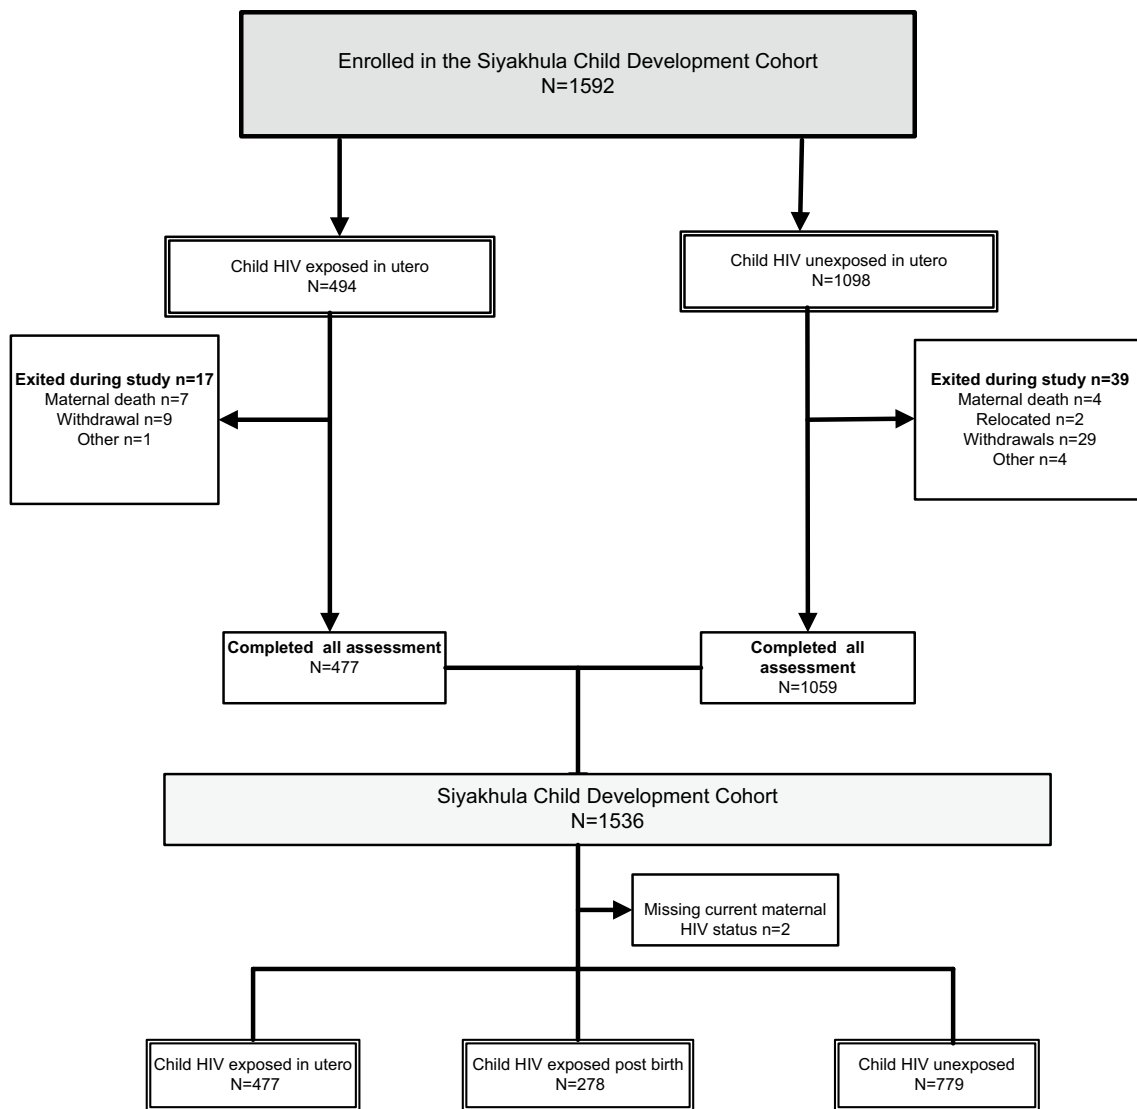 Enrolled in the Siyakhula Child Development Cohort
N=1592
Child HIV exposed in utero
N=494
Child HIV unexposed in utero
N=1098
Exited during study n=17
Maternal death n=7
Withdrawal n=9
Other n=1
Exited during study n=39
Maternal death n=4
Relocated n=2
Withdrawals n=29
Other n=4
Completed all assessment
N=477
Completed all
assessment
N=1059
Siyakhula Child Development Cohort
N=1536
Missing current maternal
HIV status n=2
Child HIV exposed in utero
N=477
Child HIV exposed post birth
N=278
Child HIV unexposed
N=779